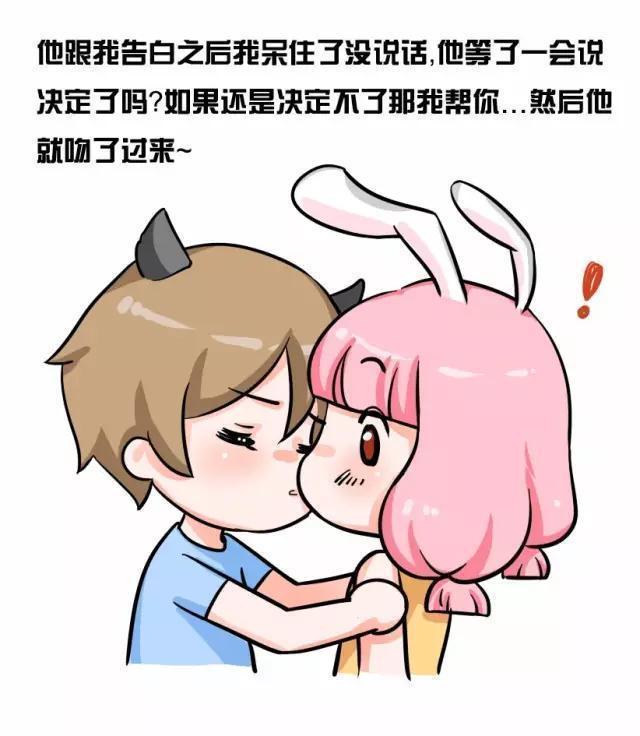 他跟我告白之后我呆住了没说话,他等了一会说
决定了吗?如果还是决定不了那我帮你...然后他
就吻了过来~